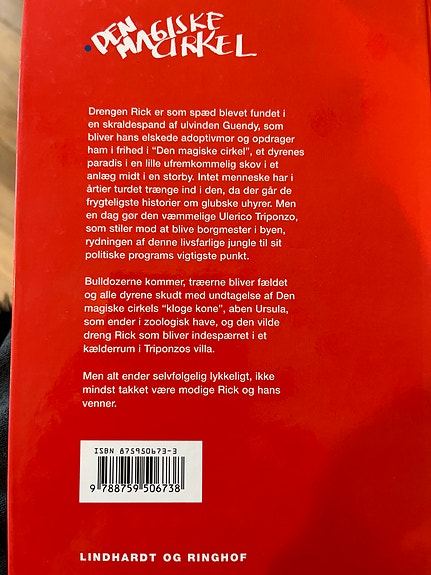 DEN
MAGISKE
CIRKEL
Drengen Rick er som spæd blevet fundet i
en skraldespand af ulvinden Guendy, som
bliver hans elskede adoptivmor og opdrager
ham i frihed i "Den magiske cirkel", et dyrenes
paradis i en lille ufremkommelig skov i et
anlæg midt i en storby. Intet menneske har i
årtier turdet trænge ind i den, da der går de
frygteligste historier om glubske uhyrer. Men
en dag gør den væmmelige Ulerico Triponzo,
som stiler mod at blive borgmester i byen,
rydningen af denne livsfarlige jungle til sit
politiske programs vigtigste punkt.
Bulldozerne kommer, træerne bliver fældet
og alle dyrene skudt med undtagelse af Den
magiske cirkels "kloge kone", aben Ursula,
som ender i zoologisk have, og den vilde
dreng Rick som bliver indespærret i et
kælderrum i Triponzos villa.
Men alt ender selvfølgelig lykkeligt, ikke
mindst takket være modige Rick og hans
venner.
ISBN 875950673-3
9 788759 506738
LINDHARDT OG RINGHOF